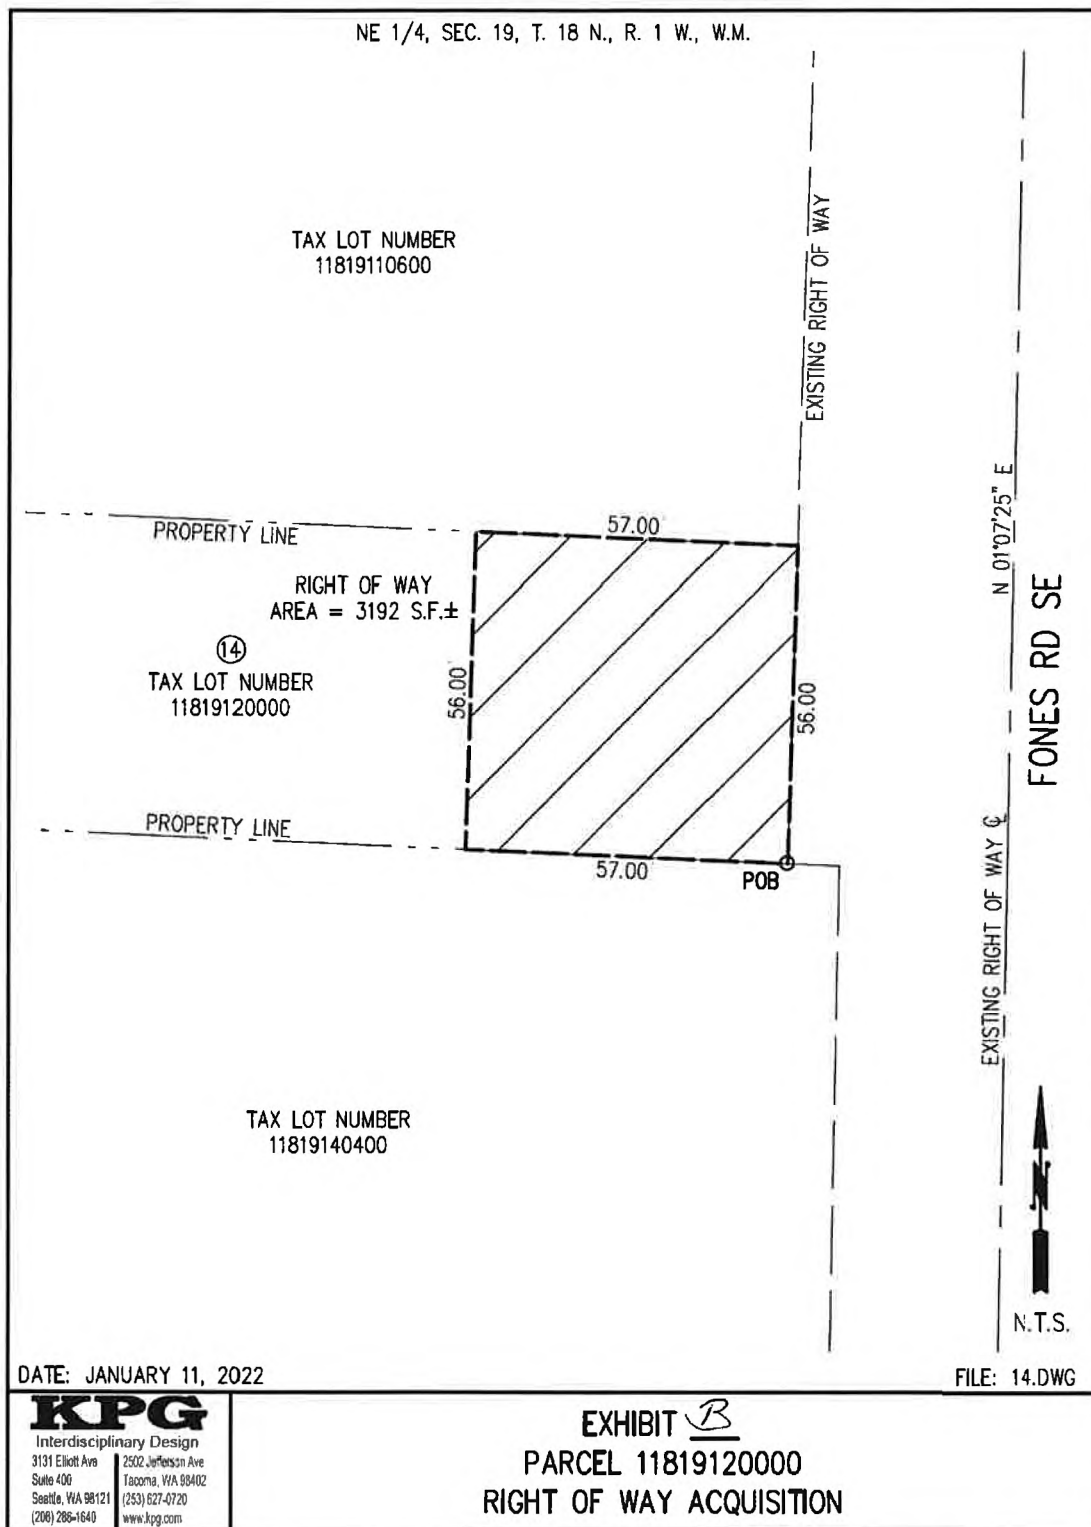 NE 1/4, SEC. 19, T. 18 N., R. 1 W., W.M.
TAX LOT NUMBER
11819110600
EXISTING RIGHT OF WAY
N 01°07'25" E
FONES RD SE
EXISTING RIGHT OF WAY ℄
PROPERTY LINE
57.00'
RIGHT OF WAY
AREA = 3192 S.F.±
14
TAX LOT NUMBER
11819120000
56.00'
56.00
PROPERTY LINE
57.00'
POB
TAX LOT NUMBER
11819140400
N
N.T.S.
DATE: JANUARY 11, 2022
FILE: 14.DWG
KPG
Interdisciplinary Design
3131 Elliott Ave
Suite 400
Seattle, WA 98121
(206) 286-1640
2502 Jefferson Ave
Tacoma, WA 98402
(253) 627-0720
www.kpg.com
EXHIBIT B
PARCEL 11819120000
RIGHT OF WAY ACQUISITION